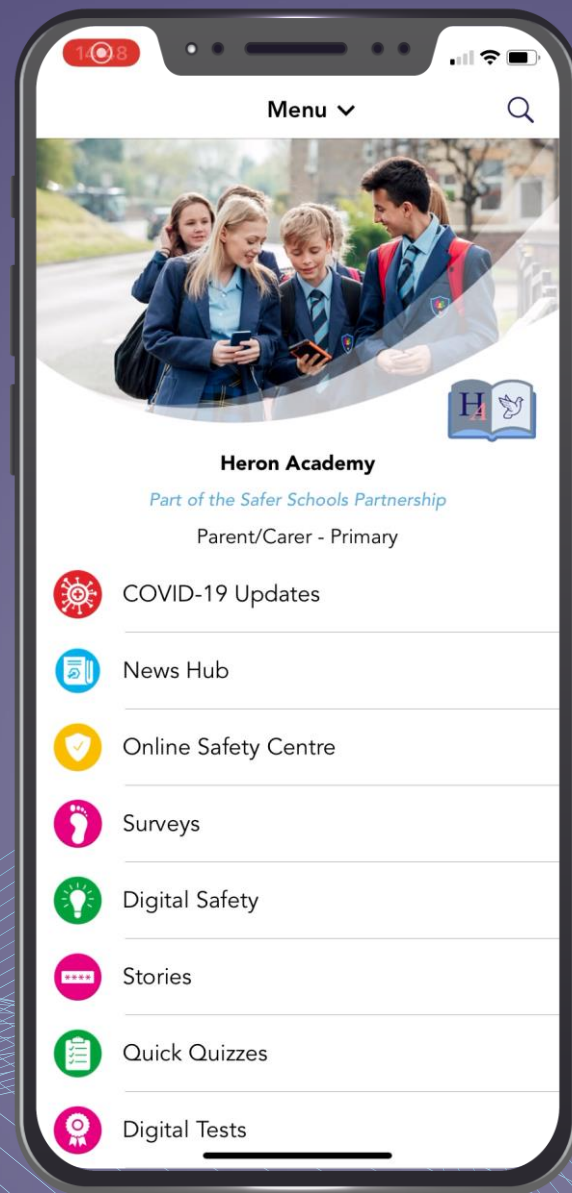 Menu
HA
Heron Academy
Part of the Safer Schools Partnership
Parent/Carer - Primary
COVID-19 Updates
News Hub
Online Safety Centre
Surveys
Digital Safety
Stories
Quick Quizzes
Digital Tests